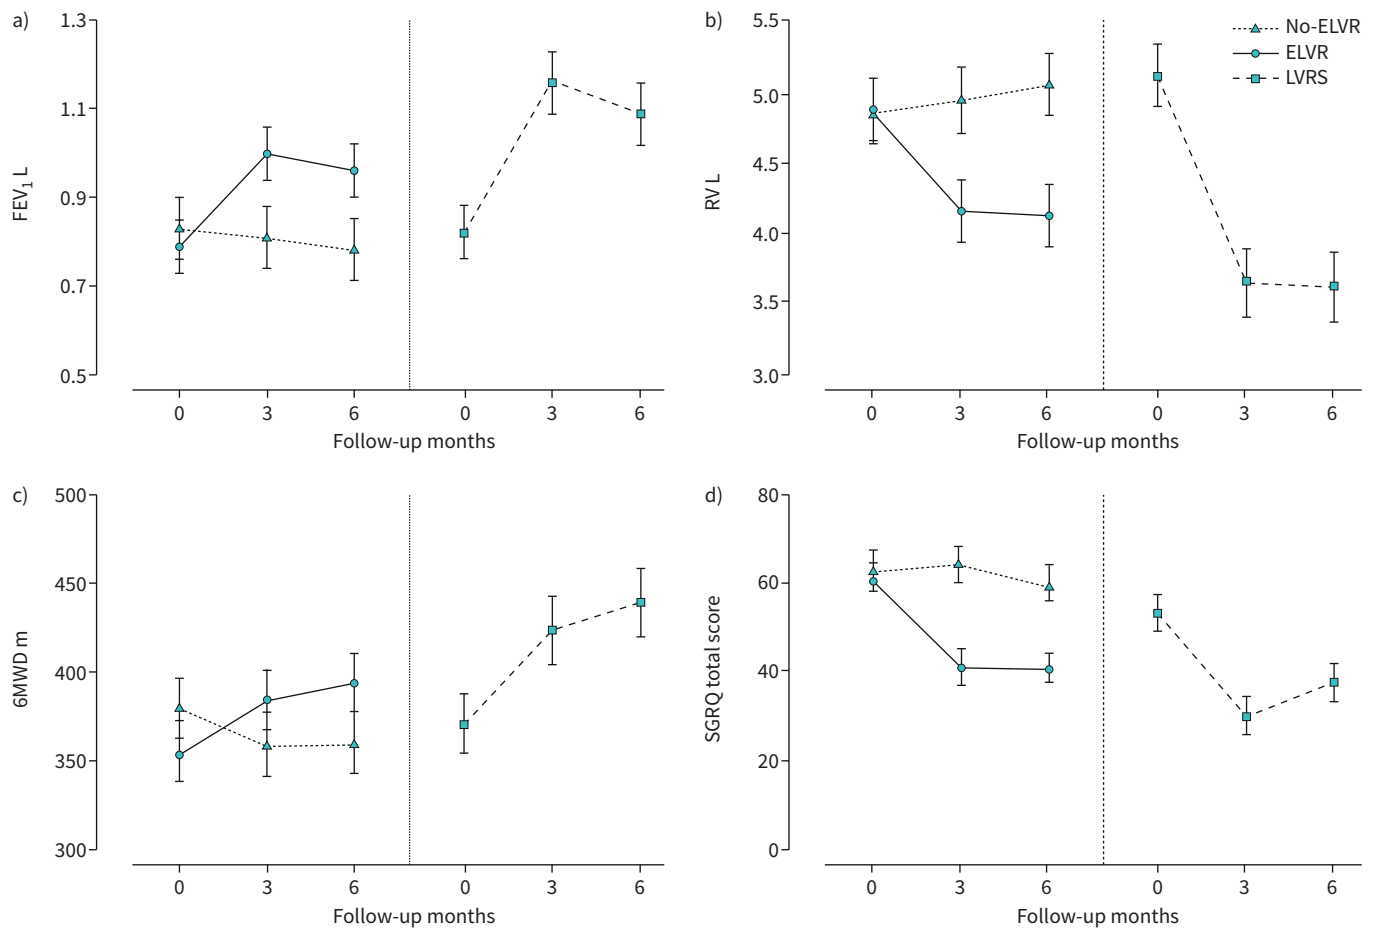 a)
1.3
1.1
0.9
0.7
0.5
FEV1 L
0 3 6 0 3 6
Follow-up months
b)
5.5
5.0
4.5
4.0
3.5
3.0
RV L
No-ELVR
ELVR
LVRS
0 3 6 0 3 6
Follow-up months
c)
500
450
400
350
300
6MWD m
0 3 6 0 3 6
Follow-up months
d)
80
60
40
20
0
SGRQ total score
0 3 6 0 3 6
Follow-up months